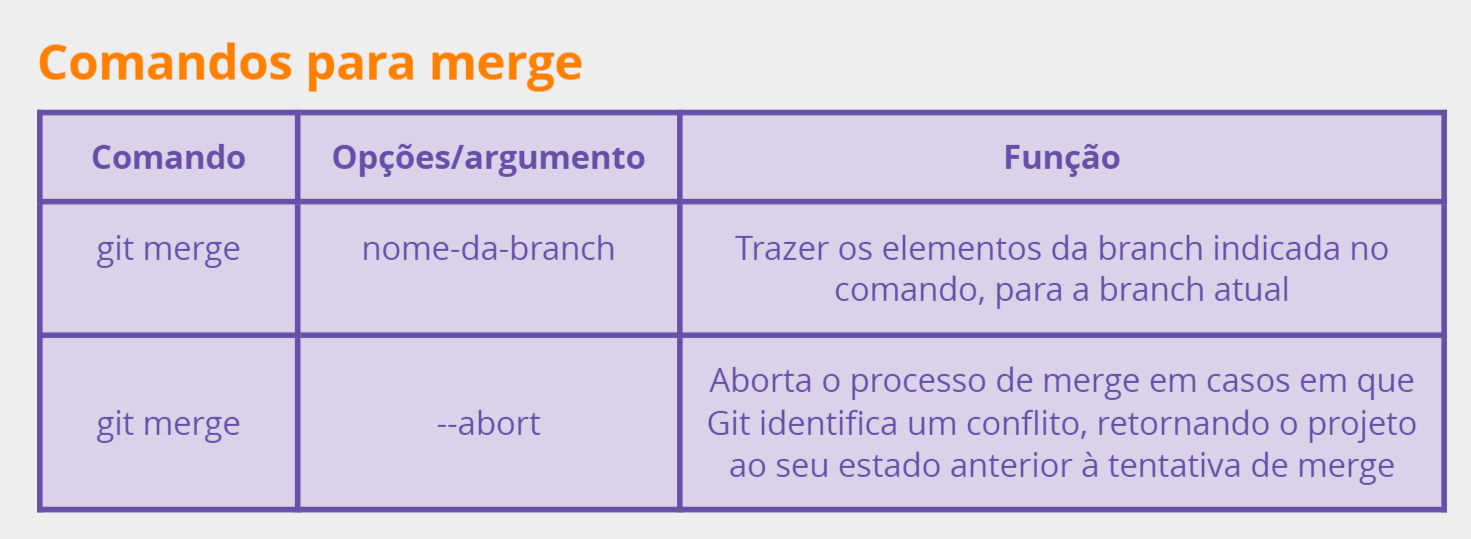 Comandos para merge
Comando
Opções/argumento
Função
git merge
nome-da-branch
Trazer os elementos da branch indicada no
comando, para a branch atual
git merge
--abort
Aborta o processo de merge em casos em que
Git identifica um conflito, retornando o projeto
ao seu estado anterior à tentativa de merge